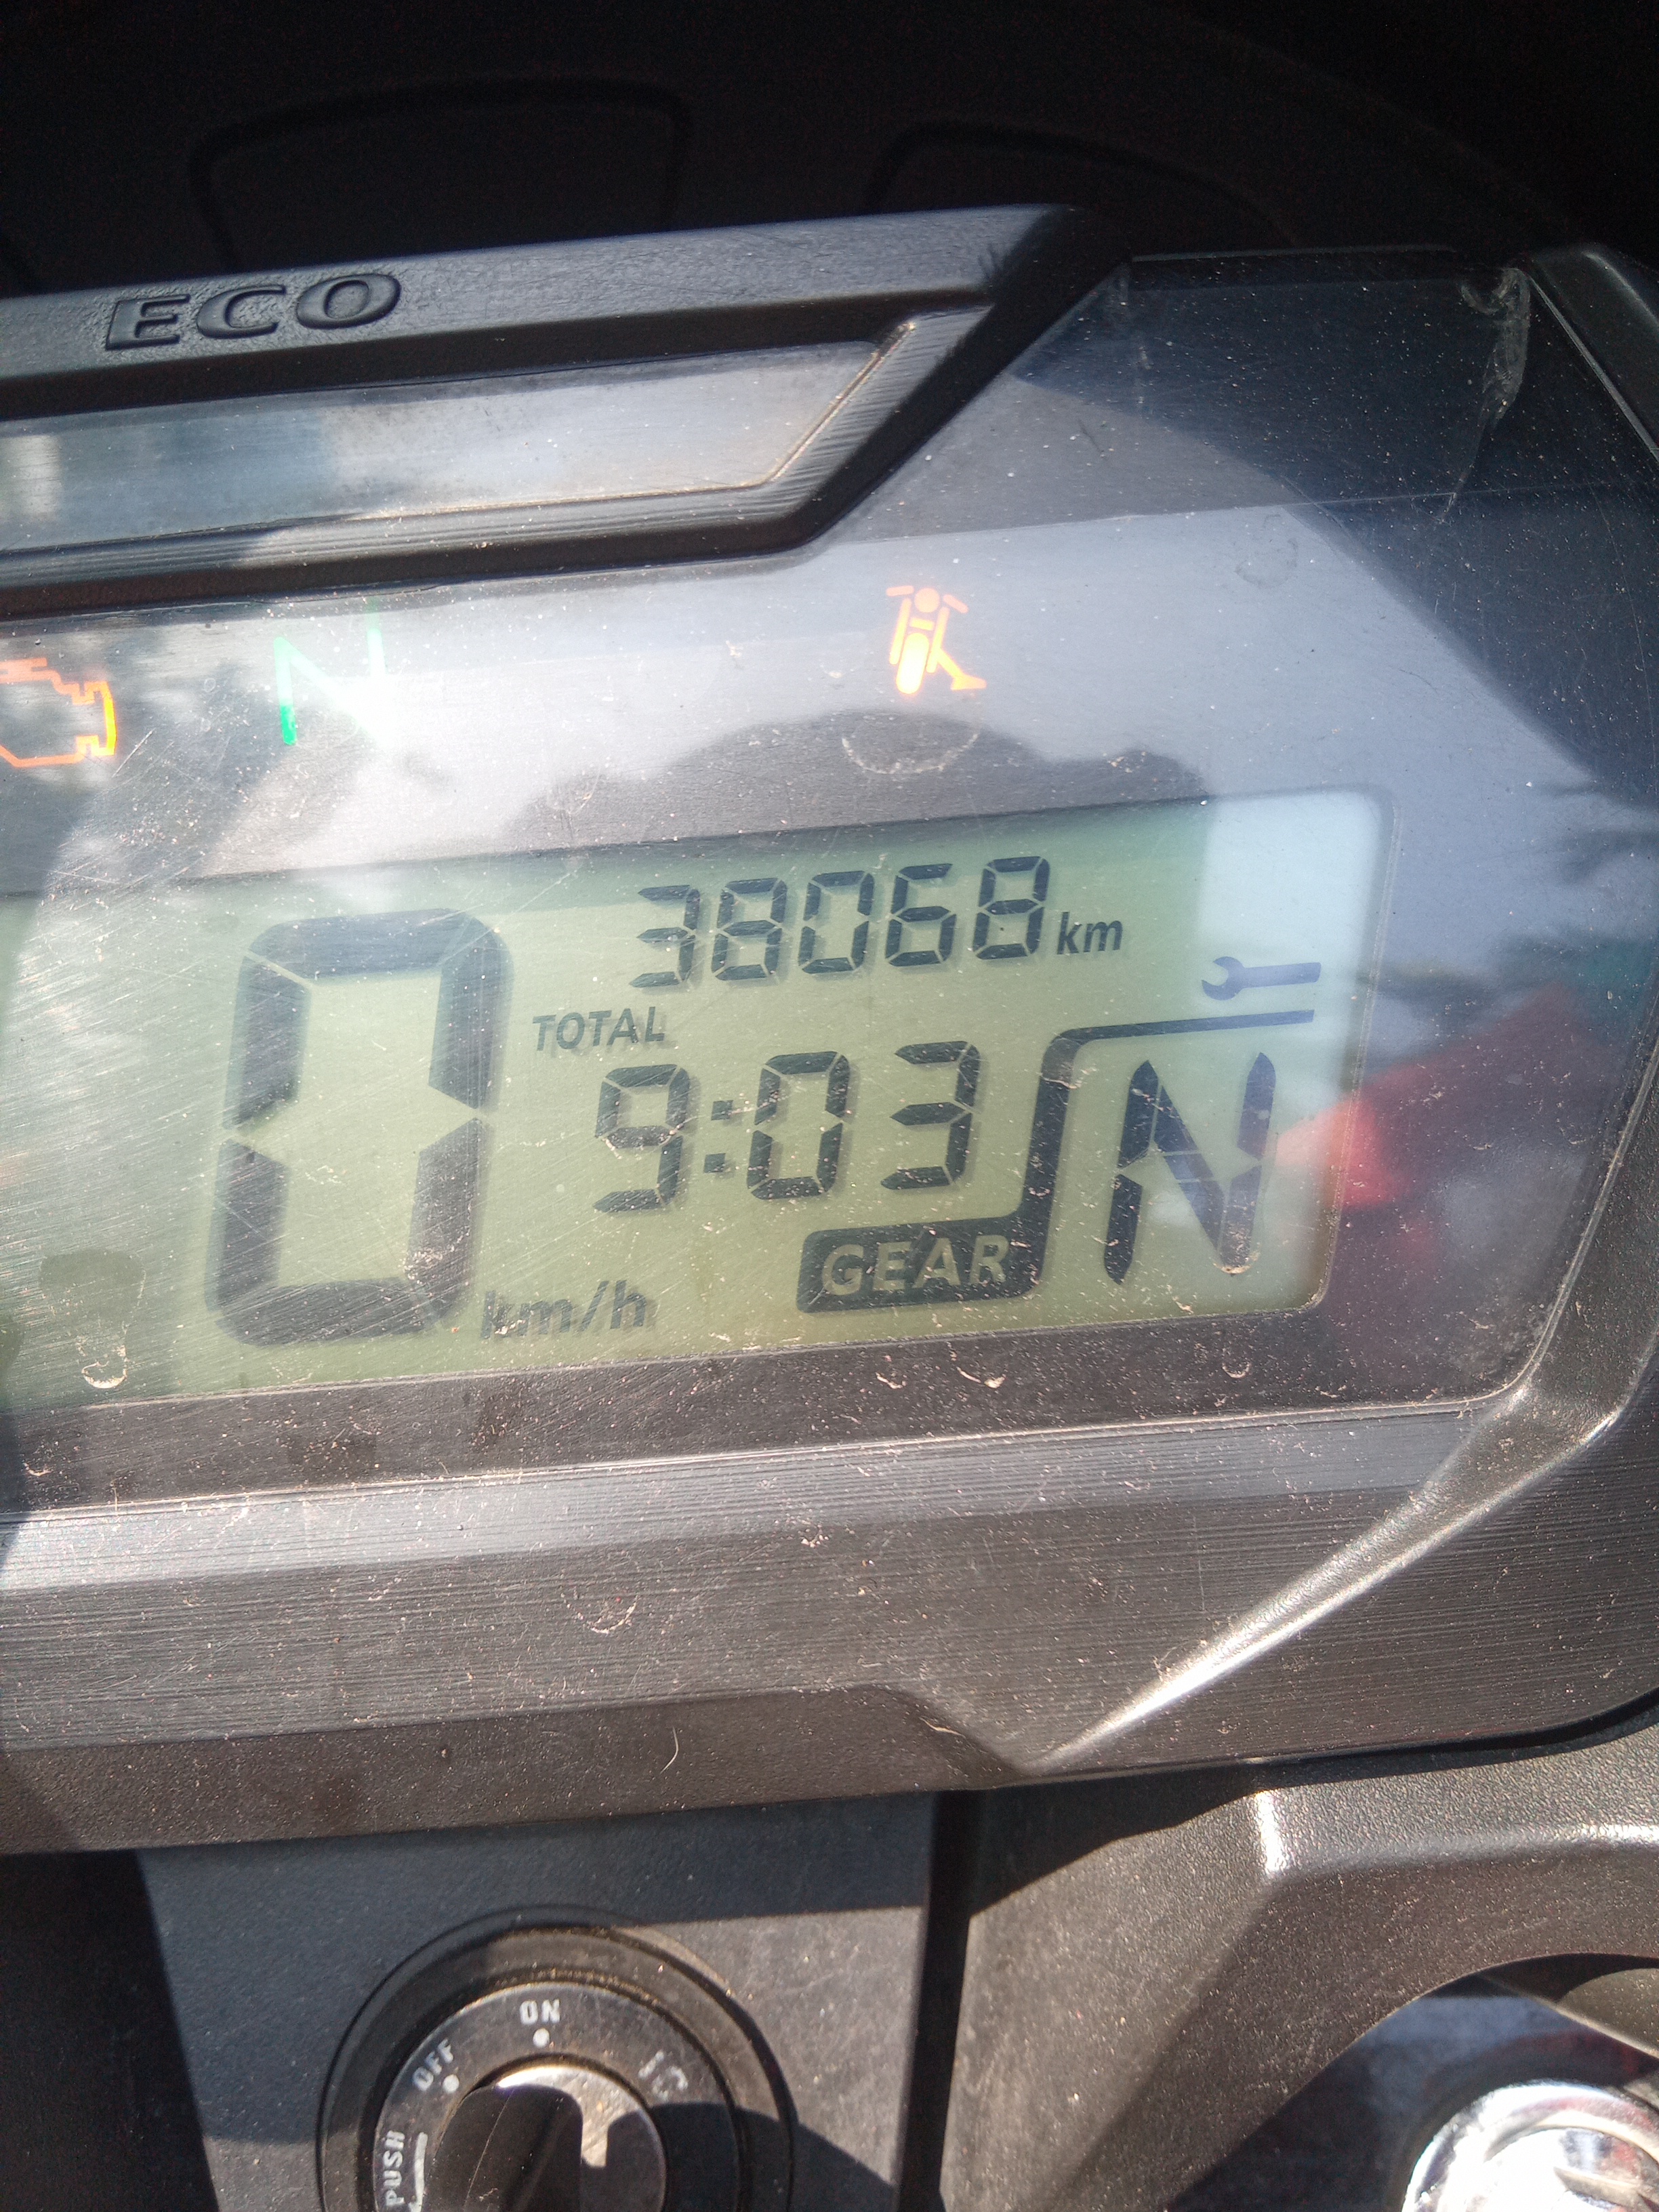 ECO
N
38068 km
TOTAL
9:03
0 km/h
GEAR N
ON
OFF
PUSH